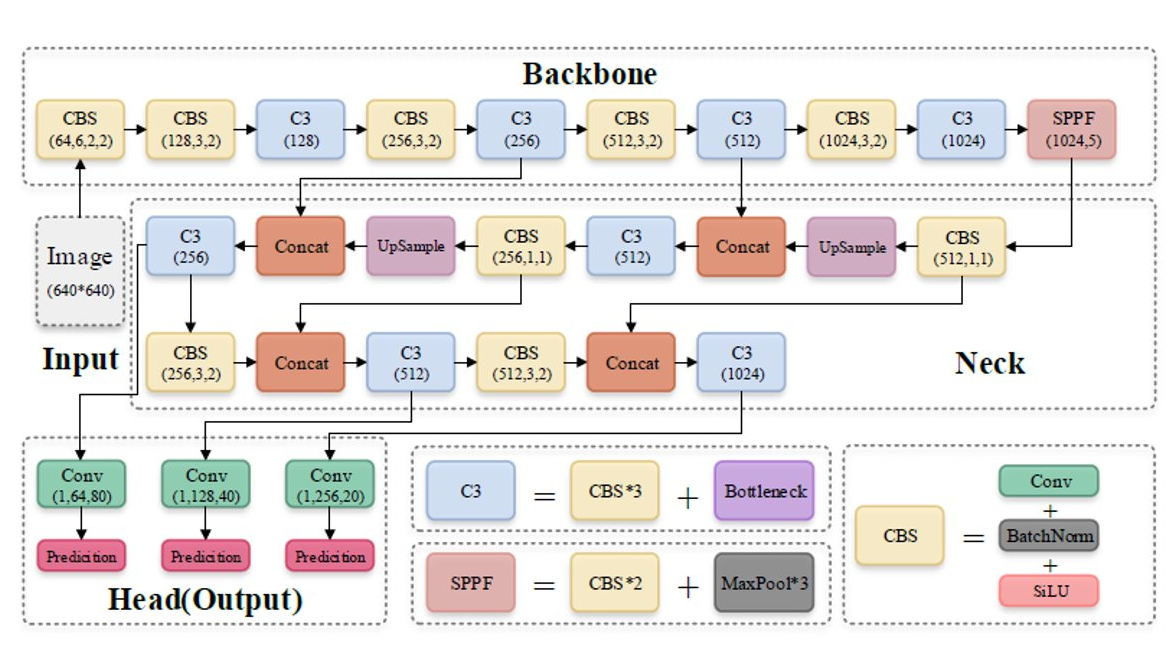 Backbone
CBS
(64,6,2,2)
CBS
(128,3,2)
C3
(128)
CBS
(256,3,2)
C3
(256)
CBS
(512,3,2)
C3
(512)
CBS
(1024,3,2)
C3
(1024)
SPPF
(1024,5)
Image
(640*640)
Input
C3
(256)
Concat
UpSample
CBS
(256,1,1)
C3
(512)
Concat
UpSample
CBS
(512,1,1)
CBS
(256,3,2)
Concat
C3
(512)
CBS
(512,3,2)
Concat
C3
(1024)
Neck
Conv
(1,64,80)
Conv
(1,128,40)
Conv
(1,256,20)
Predicition
Predicition
Predicition
Head(Output)
C3 = CBS*3 + Bottleneck
SPPF = CBS*2 + MaxPool*3
CBS =
Conv
+
BatchNorm
+
SiLU